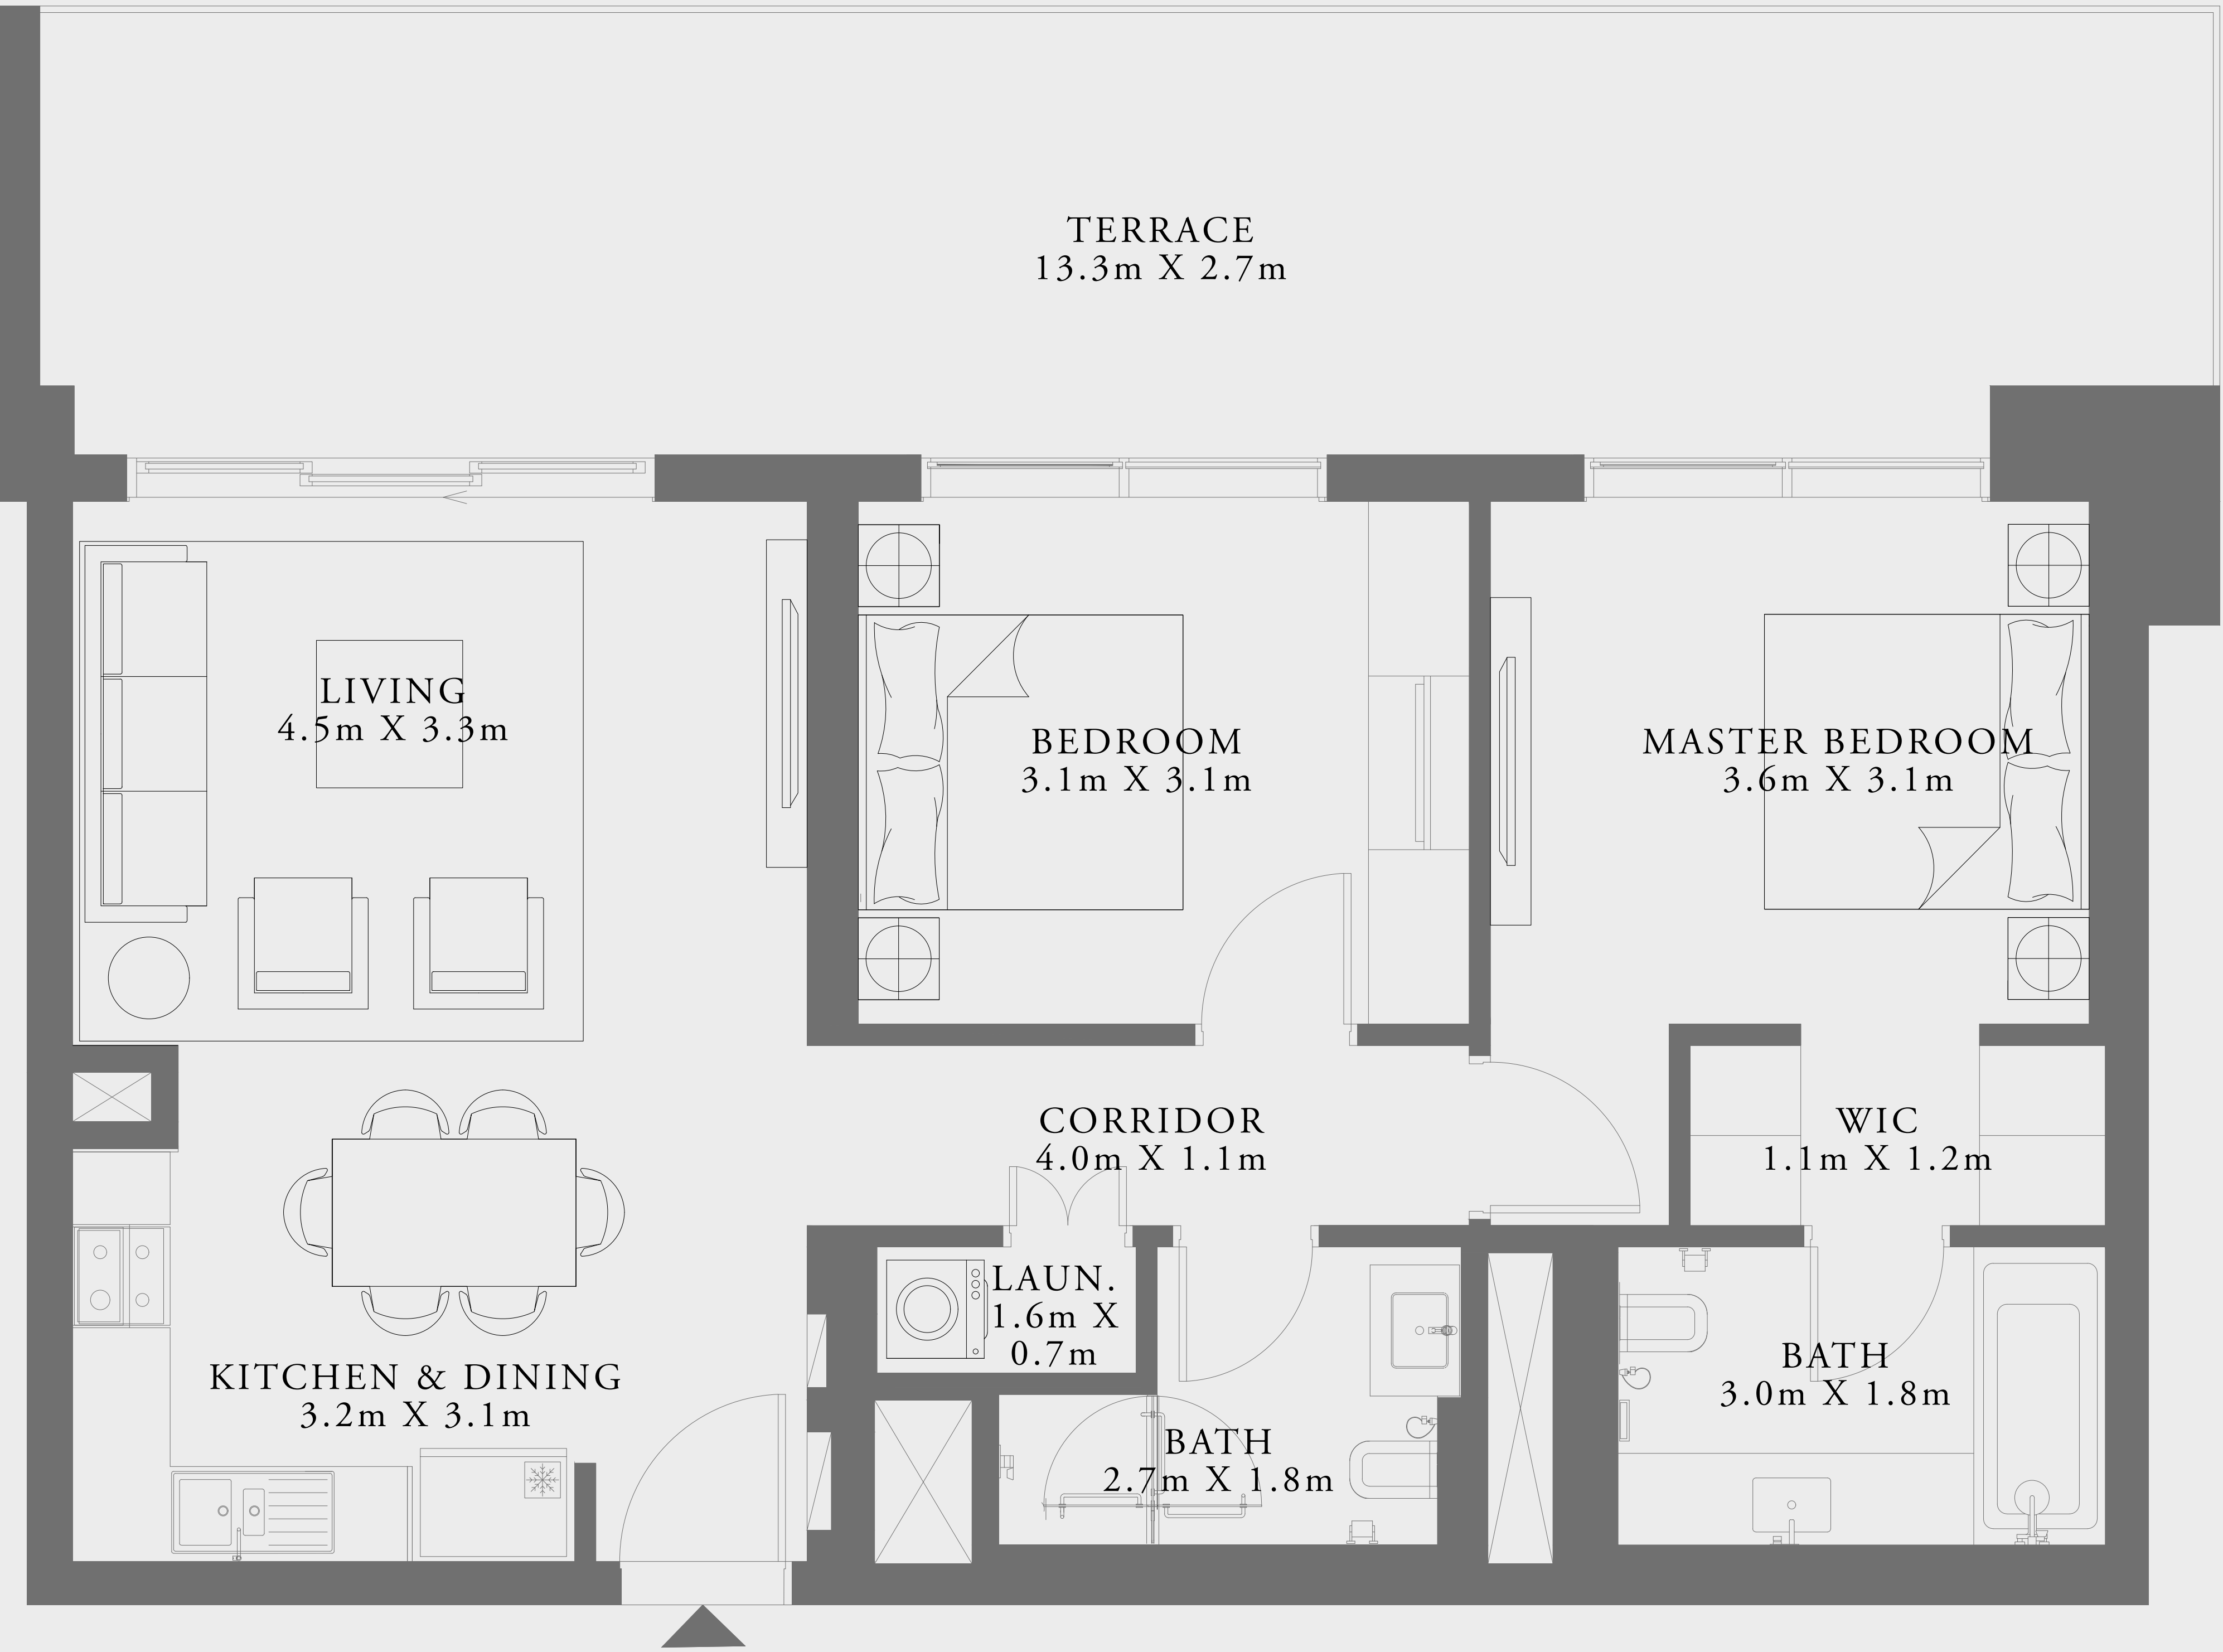 TERRACE
13.3m X 2.7m
LIVING
4.5m X 3.3m
BEDROOM
3.1m X 3.1m
MASTER BEDROOM
3.6m X 3.1m
CORRIDOR
4.0m X 1.1m
WIC
1.1m X 1.2m
LAUN.
1.6m X
0.7m
KITCHEN & DINING
3.2m X 3.1m
BATH
2.7m X 1.8m
BATH
3.0m X 1.8m